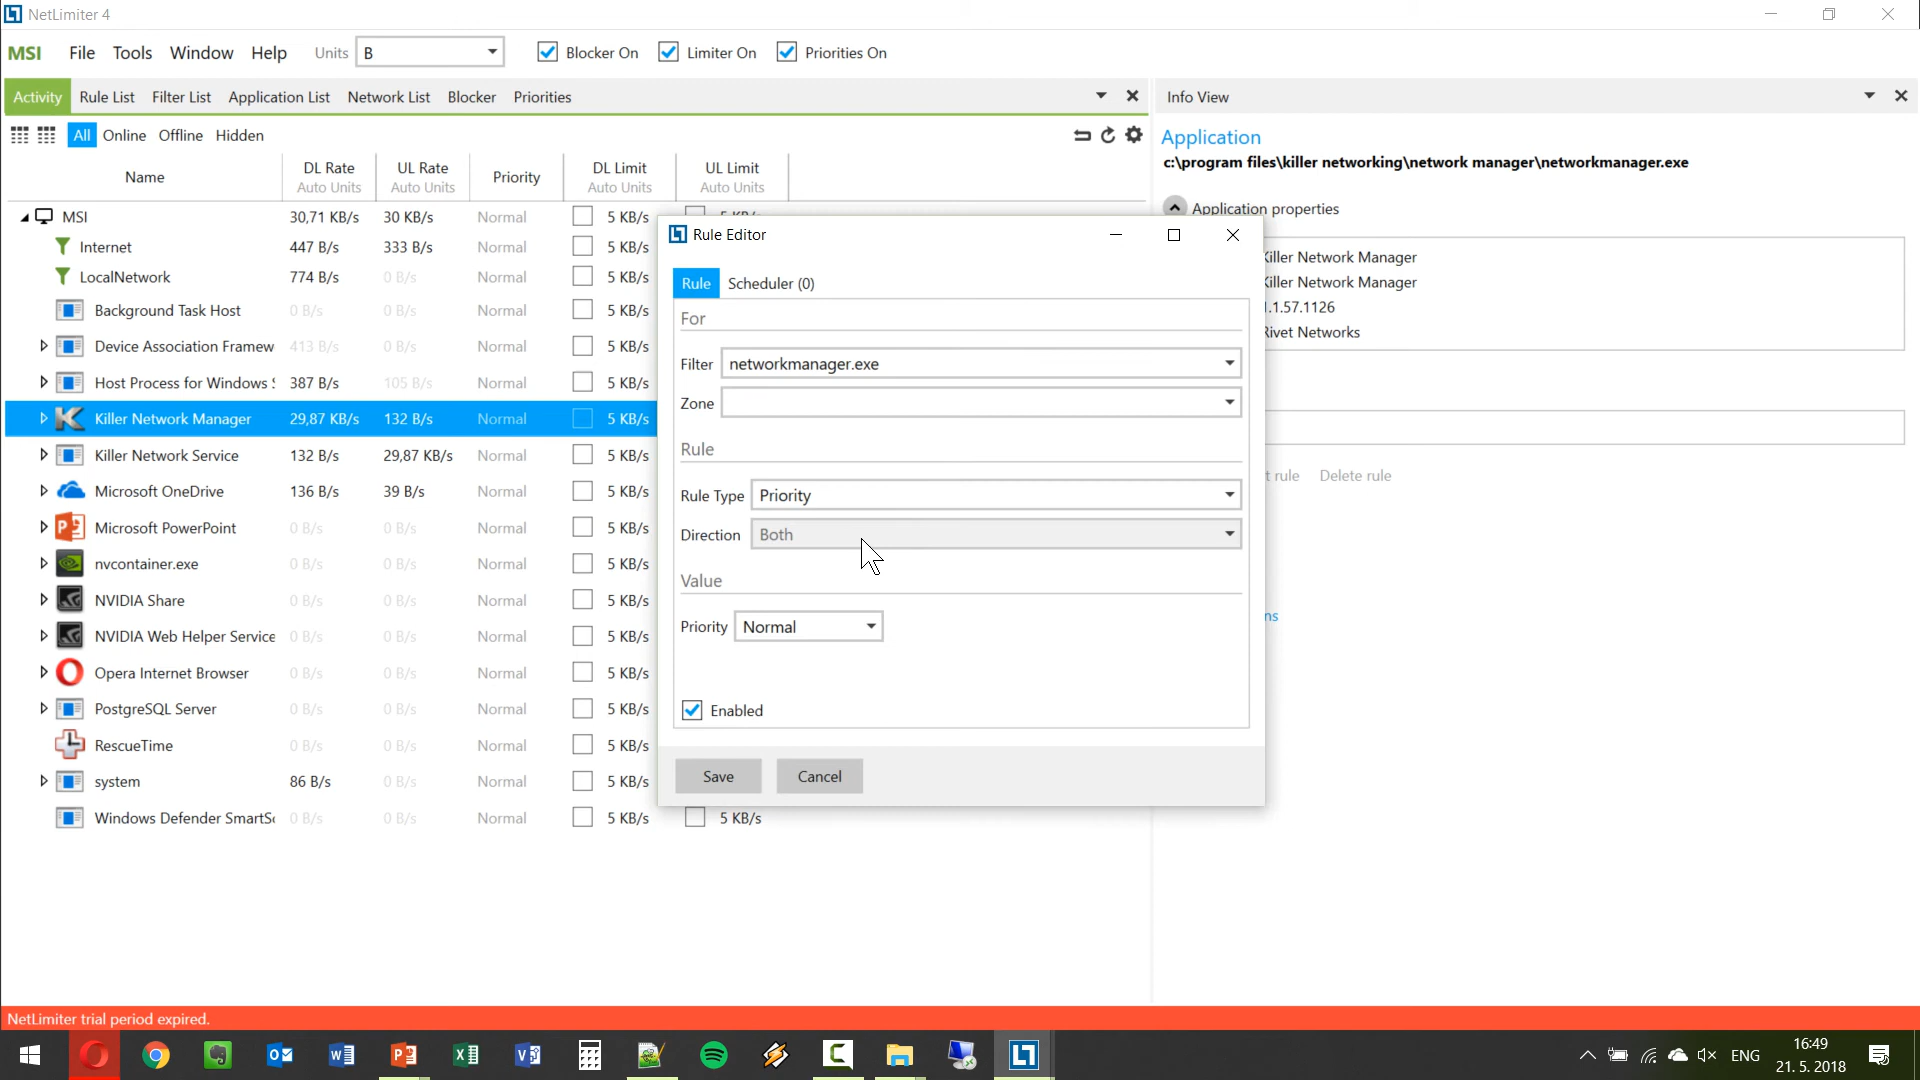 NetLimiter 4
MSI File Tools Window Help Units B Blocker On Limiter On Priorities On
Activity Rule List Filter List Application List Network List Blocker Priorities
All Online Offline Hidden
Name DL Rate UL Rate Priority DL Limit UL Limit
Auto Units Auto Units Auto Units Auto Units
MSI 30,71 KB/s 30 KB/s Normal 5 KB/s
Internet 447 B/s 333 B/s Normal 5 KB/s
LocalNetwork 774 B/s 0 B/s Normal 5 KB/s
Background Task Host 0 B/s 0 B/s Normal 5 KB/s
Device Association Framew 413 B/s 0 B/s Normal 5 KB/s
Host Process for Windows 387 B/s 105 B/s Normal 5 KB/s
Killer Network Manager 29,87 KB/s 132 B/s Normal 5 KB/s
Killer Network Service 132 B/s 29,87 KB/s Normal 5 KB/s
Microsoft OneDrive 136 B/s 39 B/s Normal 5 KB/s
Microsoft PowerPoint 0 B/s 0 B/s Normal 5 KB/s
nvcontainer.exe 0 B/s 0 B/s Normal 5 KB/s
NVIDIA Share 0 B/s 0 B/s Normal 5 KB/s
NVIDIA Web Helper Service 0 B/s 0 B/s Normal 5 KB/s
Opera Internet Browser 0 B/s 0 B/s Normal 5 KB/s
PostgreSQL Server 0 B/s 0 B/s Normal 5 KB/s
RescueTime 0 B/s 0 B/s Normal 5 KB/s
system 86 B/s 0 B/s Normal 5 KB/s
Windows Defender SmartSc 0 B/s 0 B/s Normal 5 KB/s 5 KB/s
Rule Editor
Rule Scheduler (0)
For
Filter networkmanager.exe
Zone
Rule
Rule Type Priority
Direction Both
Value
Priority Normal
Enabled
Save Cancel
Info View
Application
c:\program files\killer networking\network manager\networkmanager.exe
Application properties
Killer Network Manager
Killer Network Manager
.1.57.1126
Rivet Networks
t rule Delete rule
ns
NetLimiter trial period expired.
ENG 16:49
21. 5. 2018